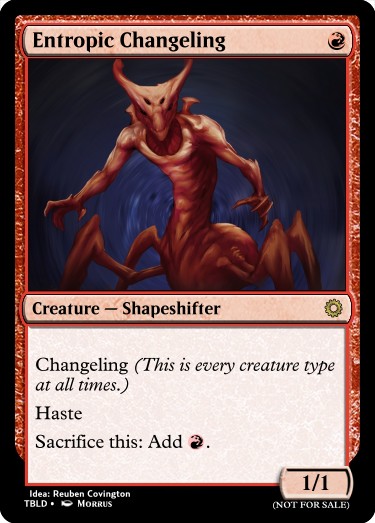 Entropic Changeling
Creature — Shapeshifter
Changeling (This is every creature type
at all times.)
Haste
Sacrifice this: Add .
1/1
Idea: Reuben Covington
TBLD • Morrus
(NOT FOR SALE)